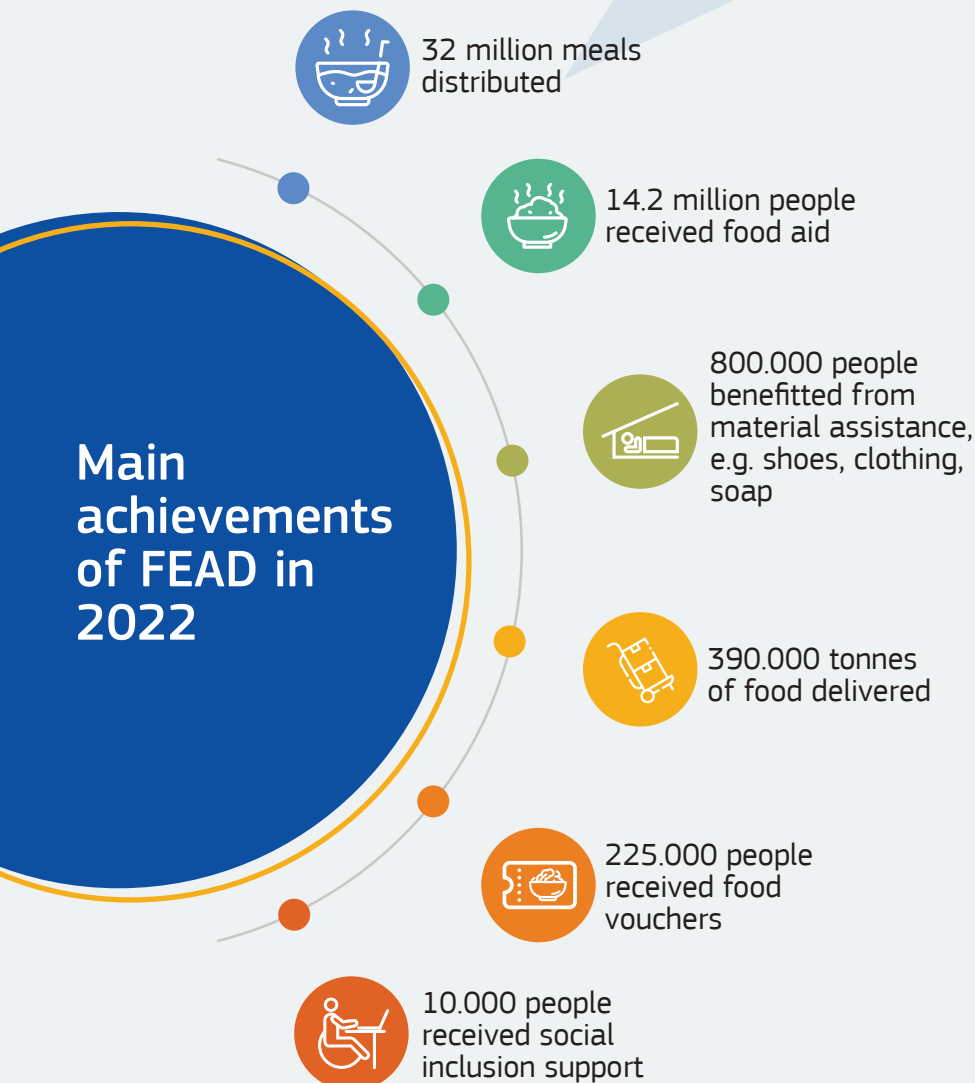 32 million meals
distributed
14.2 million people
received food aid
800.000 people
benefitted from
material assistance,
e.g. shoes, clothing,
soap
Main
achievements
of FEAD in
2022
390.000 tonnes
of food delivered
225.000 people
received food
vouchers
10.000 people
received social
inclusion support